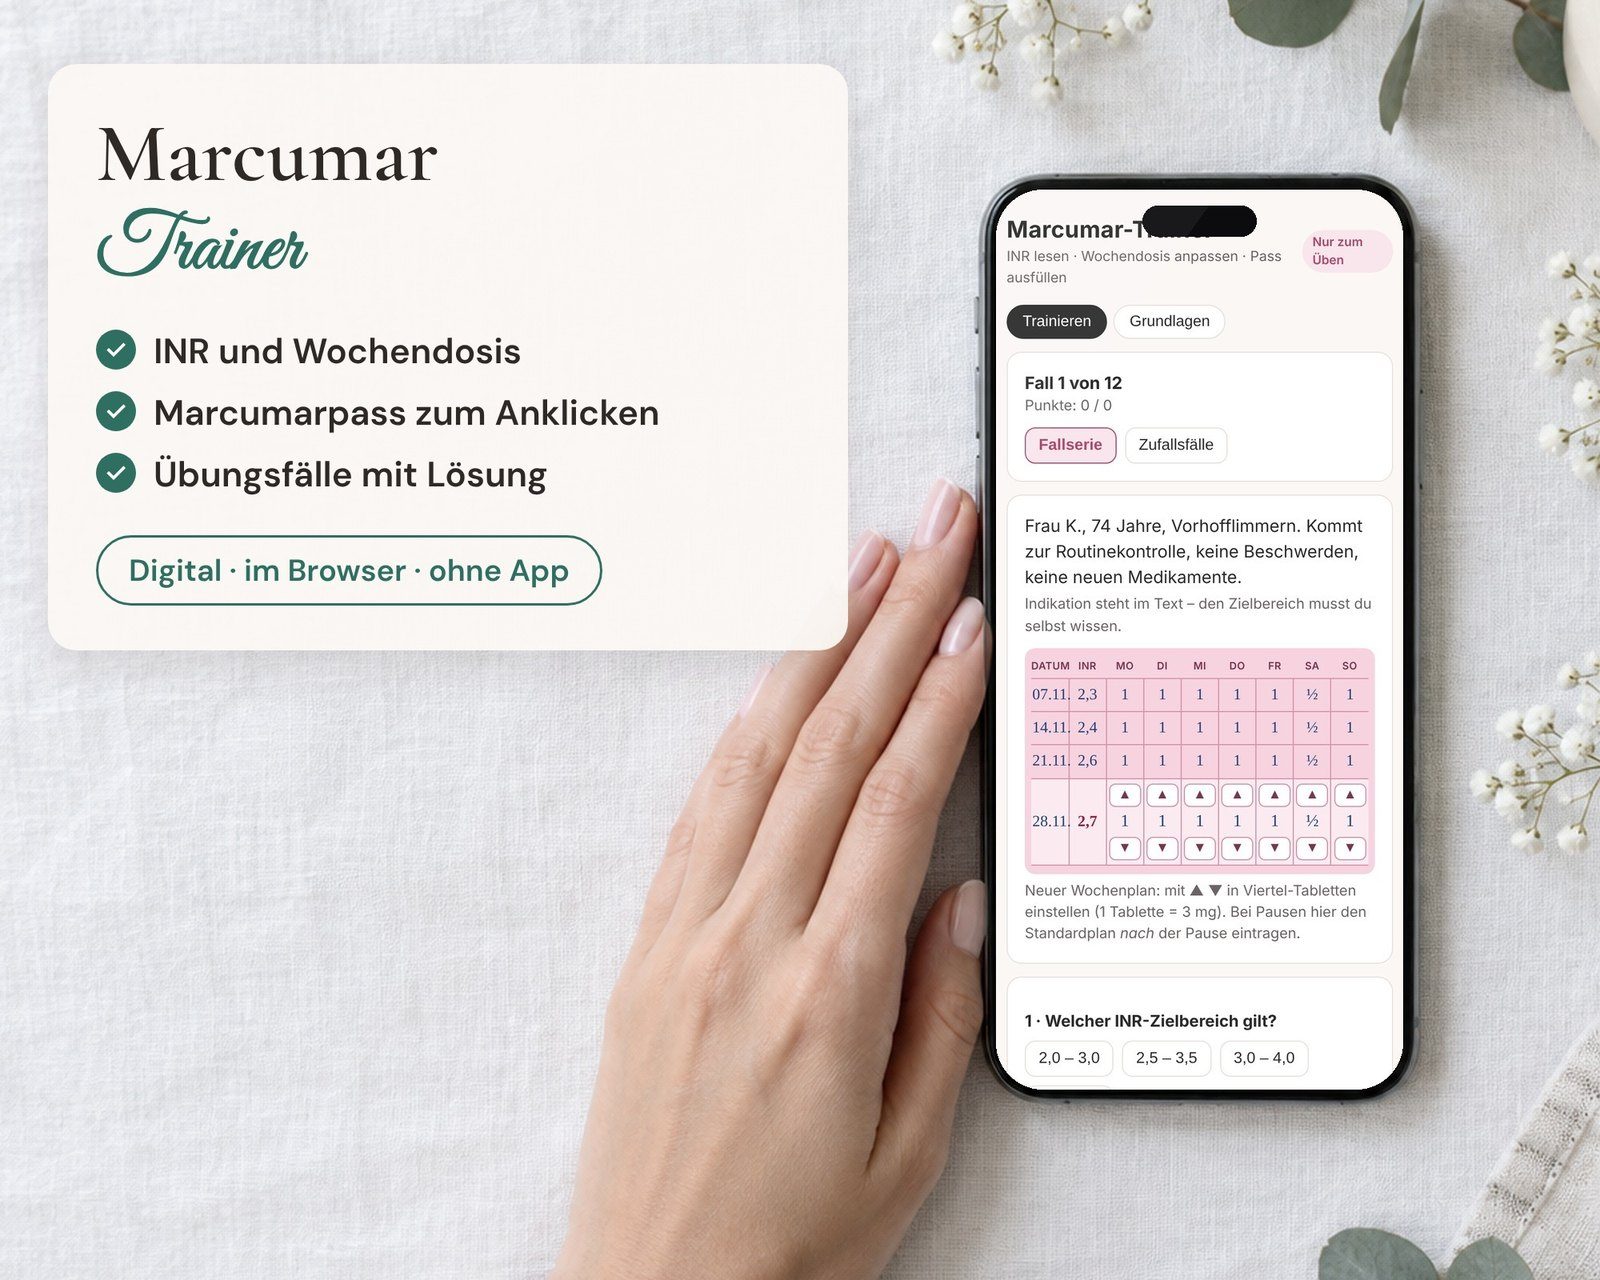 Marcumar
Trainer
INR und Wochendosis
Marcumarpass zum Anklicken
Übungsfälle mit Lösung
Digital · im Browser · ohne App
Marcumar-Trainer
Nur zum
Üben
INR lesen · Wochendosis anpassen · Pass
ausfüllen
Trainieren Grundlagen
Fall 1 von 12
Punkte: 0 / 0
Fallserie Zufallsfälle
Frau K., 74 Jahre, Vorhofflimmern. Kommt
zur Routinekontrolle, keine Beschwerden,
keine neuen Medikamente.
Indikation steht im Text – den Zielbereich musst du
selbst wissen.
DATUM INR MO DI MI DO FR SA SO
07.11. 2,3 1 1 1 1 1 ½ 1
14.11. 2,4 1 1 1 1 1 ½ 1
21.11. 2,6 1 1 1 1 1 ½ 1
▲ ▲ ▲ ▲ ▲ ▲ ▲
28.11. 2,7 1 1 1 1 1 ½ 1
▼ ▼ ▼ ▼ ▼ ▼ ▼
Neuer Wochenplan: mit ▲ ▼ in Viertel-Tabletten
einstellen (1 Tablette = 3 mg). Bei Pausen hier den
Standardplan nach der Pause eintragen.
1 · Welcher INR-Zielbereich gilt?
2,0 – 3,0 2,5 – 3,5 3,0 – 4,0